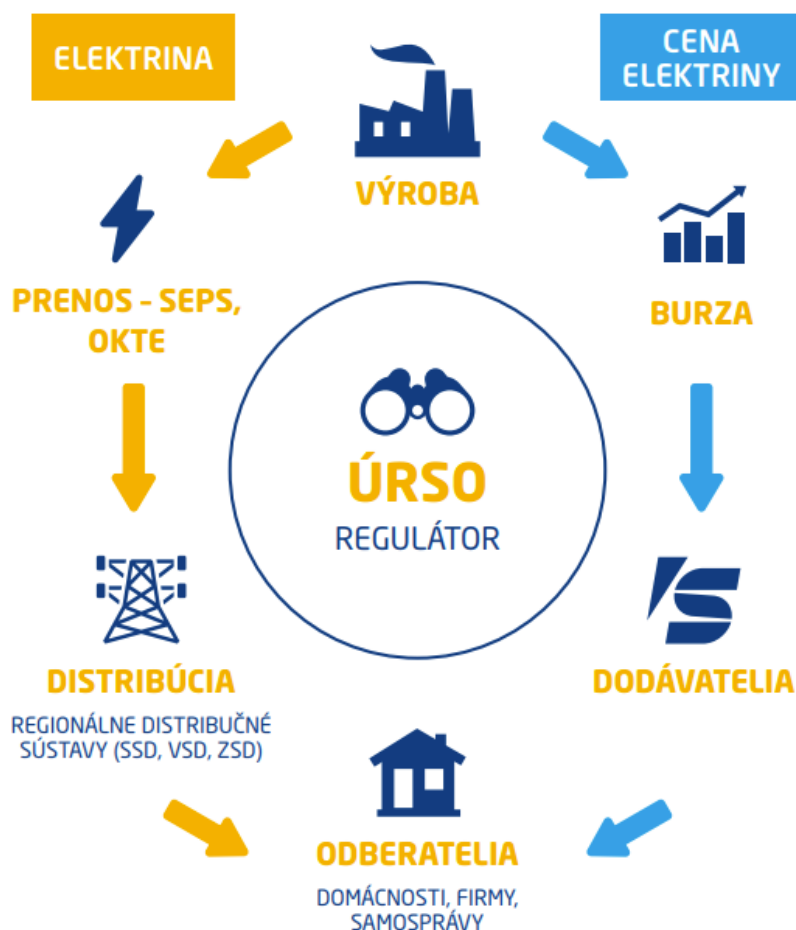 ELEKTRINA
CENA
ELEKTRINY
VÝROBA
PRENOS - SEPS,
OKTE
BURZA
ÚRSO
REGULÁTOR
DISTRIBÚCIA
REGIONÁLNE DISTRIBUČNÉ
SÚSTAVY (SSD, VSD, ZSD)
DODÁVATELIA
ODBERATELIA
DOMÁCNOSTI, FIRMY,
SAMOSPRÁVY